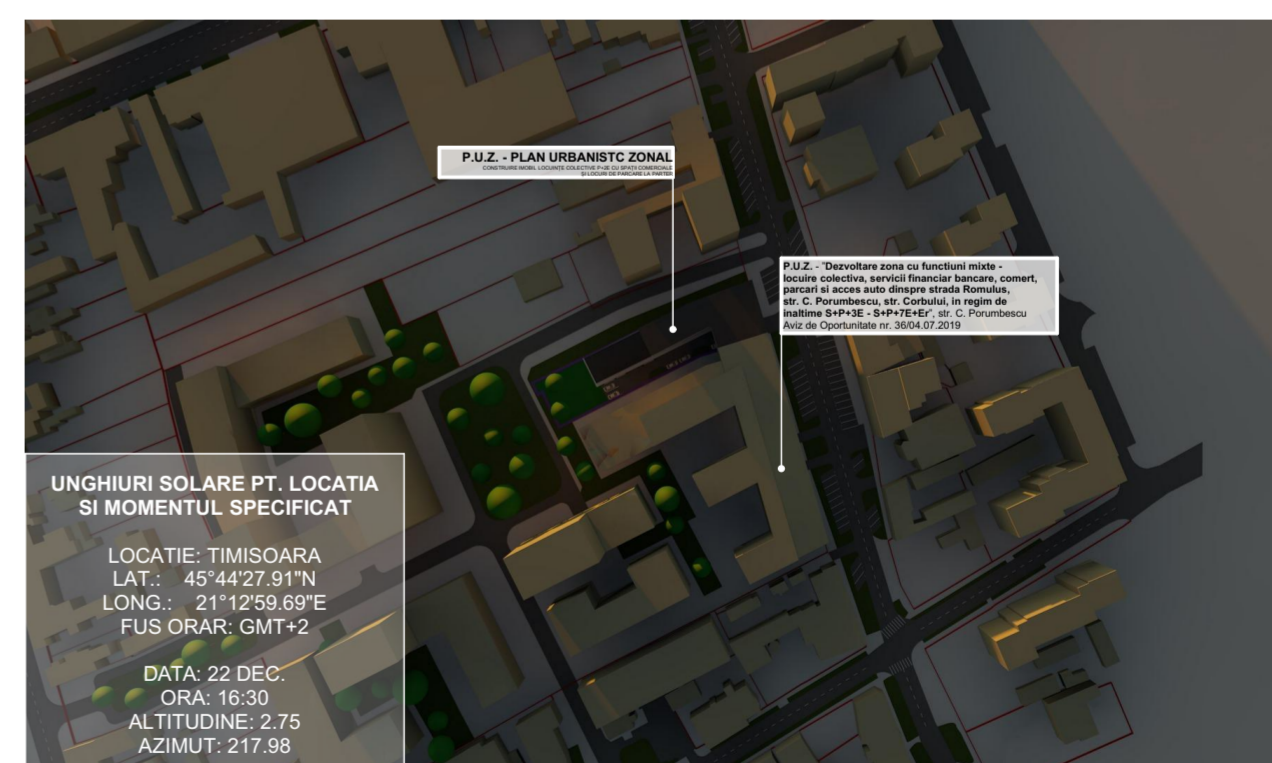 P.U.Z. - PLAN URBANISTC ZONAL
CONSTRUIRE IMOBIL LOCUINTE COLECTIVE P+2E CU SPAȚII COMERCIALE
ȘI LOCURI DE PARCARE LA PARTER
P.U.Z. - "Dezvoltare zona cu functiuni mixte -
locuire colectiva, servicii financiar bancare, comert,
parcari si acces auto dinspre strada Romulus,
str. C. Porumbescu, str. Corbului, in regim de
inaltime S+P+3E - S+P+7E+Er", str. C. Porumbescu
Aviz de Oportunitate nr. 36/04.07.2019
UNGHIURI SOLARE PT. LOCATIA
SI MOMENTUL SPECIFICAT
LOCATIE: TIMISOARA
LAT.: 45°44'27.91"N
LONG.: 21°12'59.69"E
FUS ORAR: GMT+2
DATA: 22 DEC.
ORA: 16:30
ALTITUDINE: 2.75
AZIMUT: 217.98